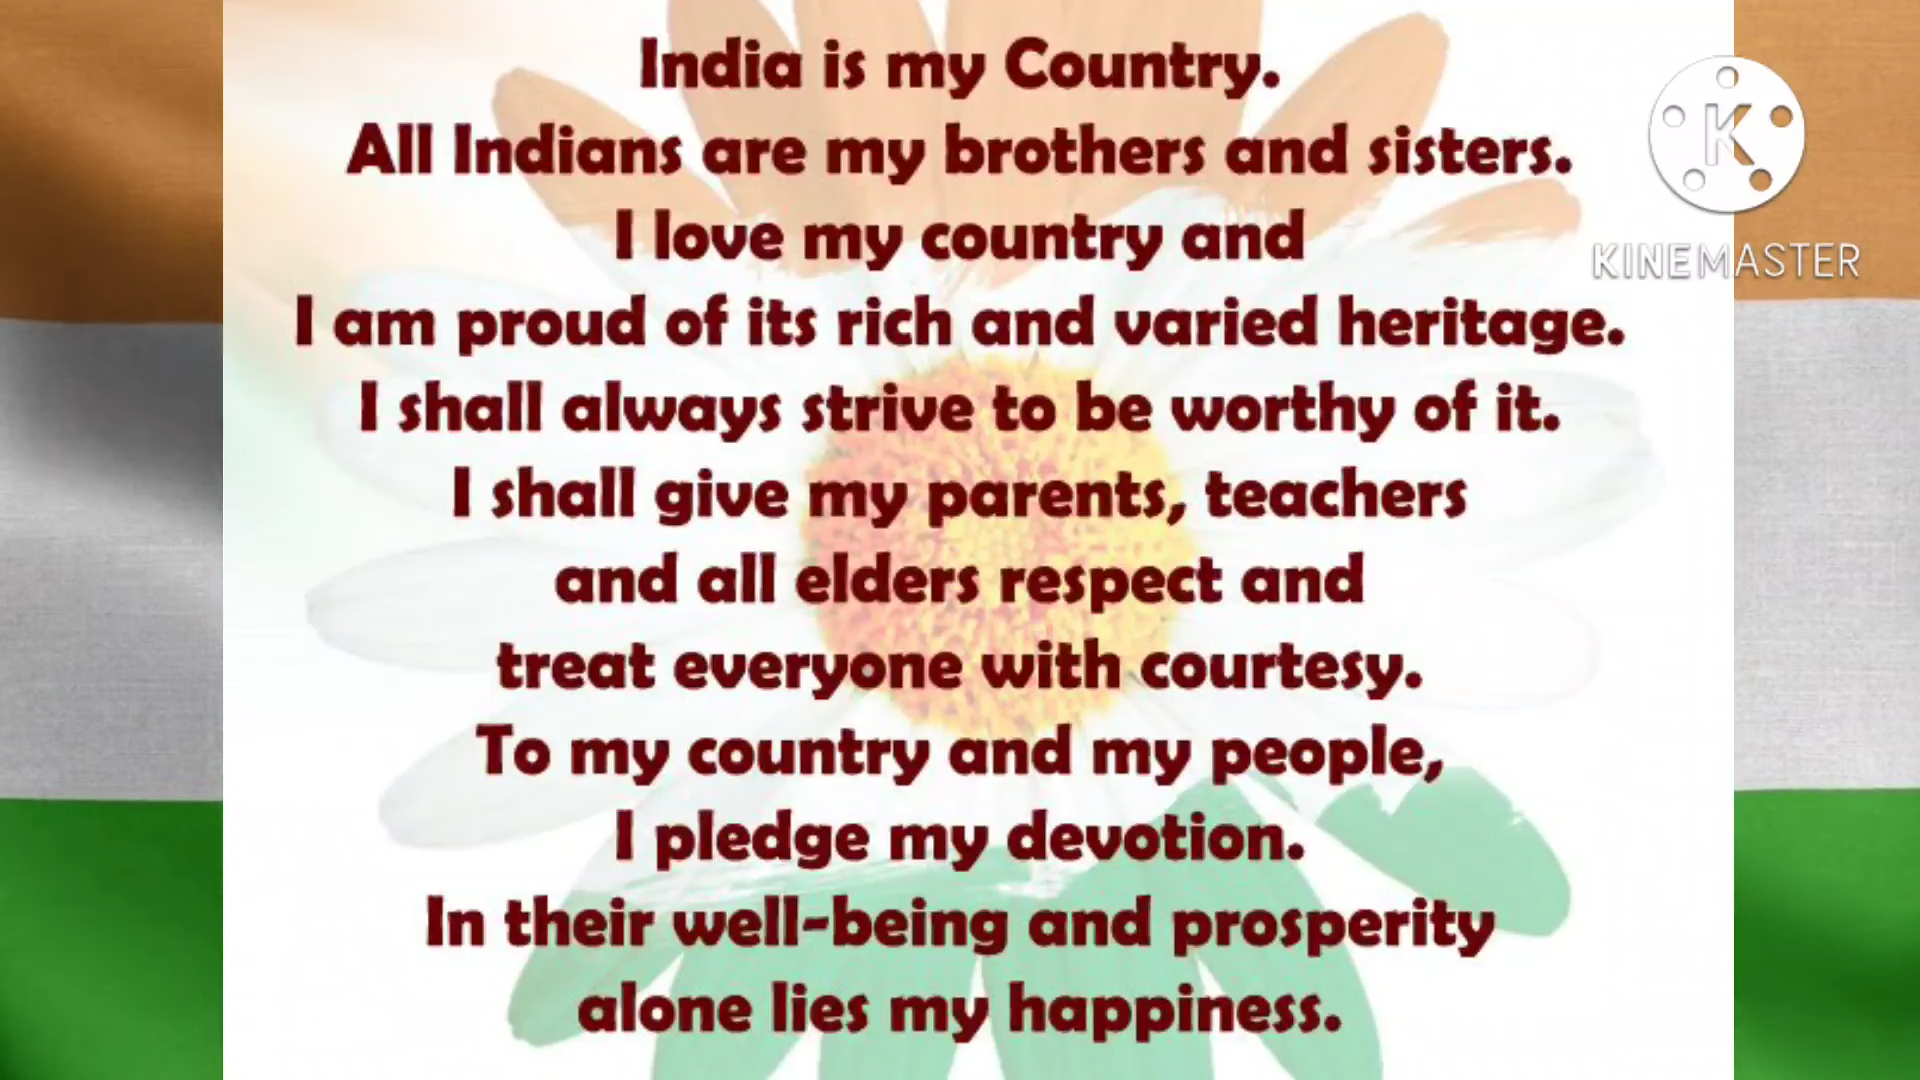 India is my Country.
All Indians are my brothers and sisters.
I love my country and
I am proud of its rich and varied heritage.
I shall always strive to be worthy of it.
I shall give my parents, teachers
and all elders respect and
treat everyone with courtesy.
To my country and my people,
I pledge my devotion.
In their well-being and prosperity
alone lies my happiness.
K
KINEMASTER